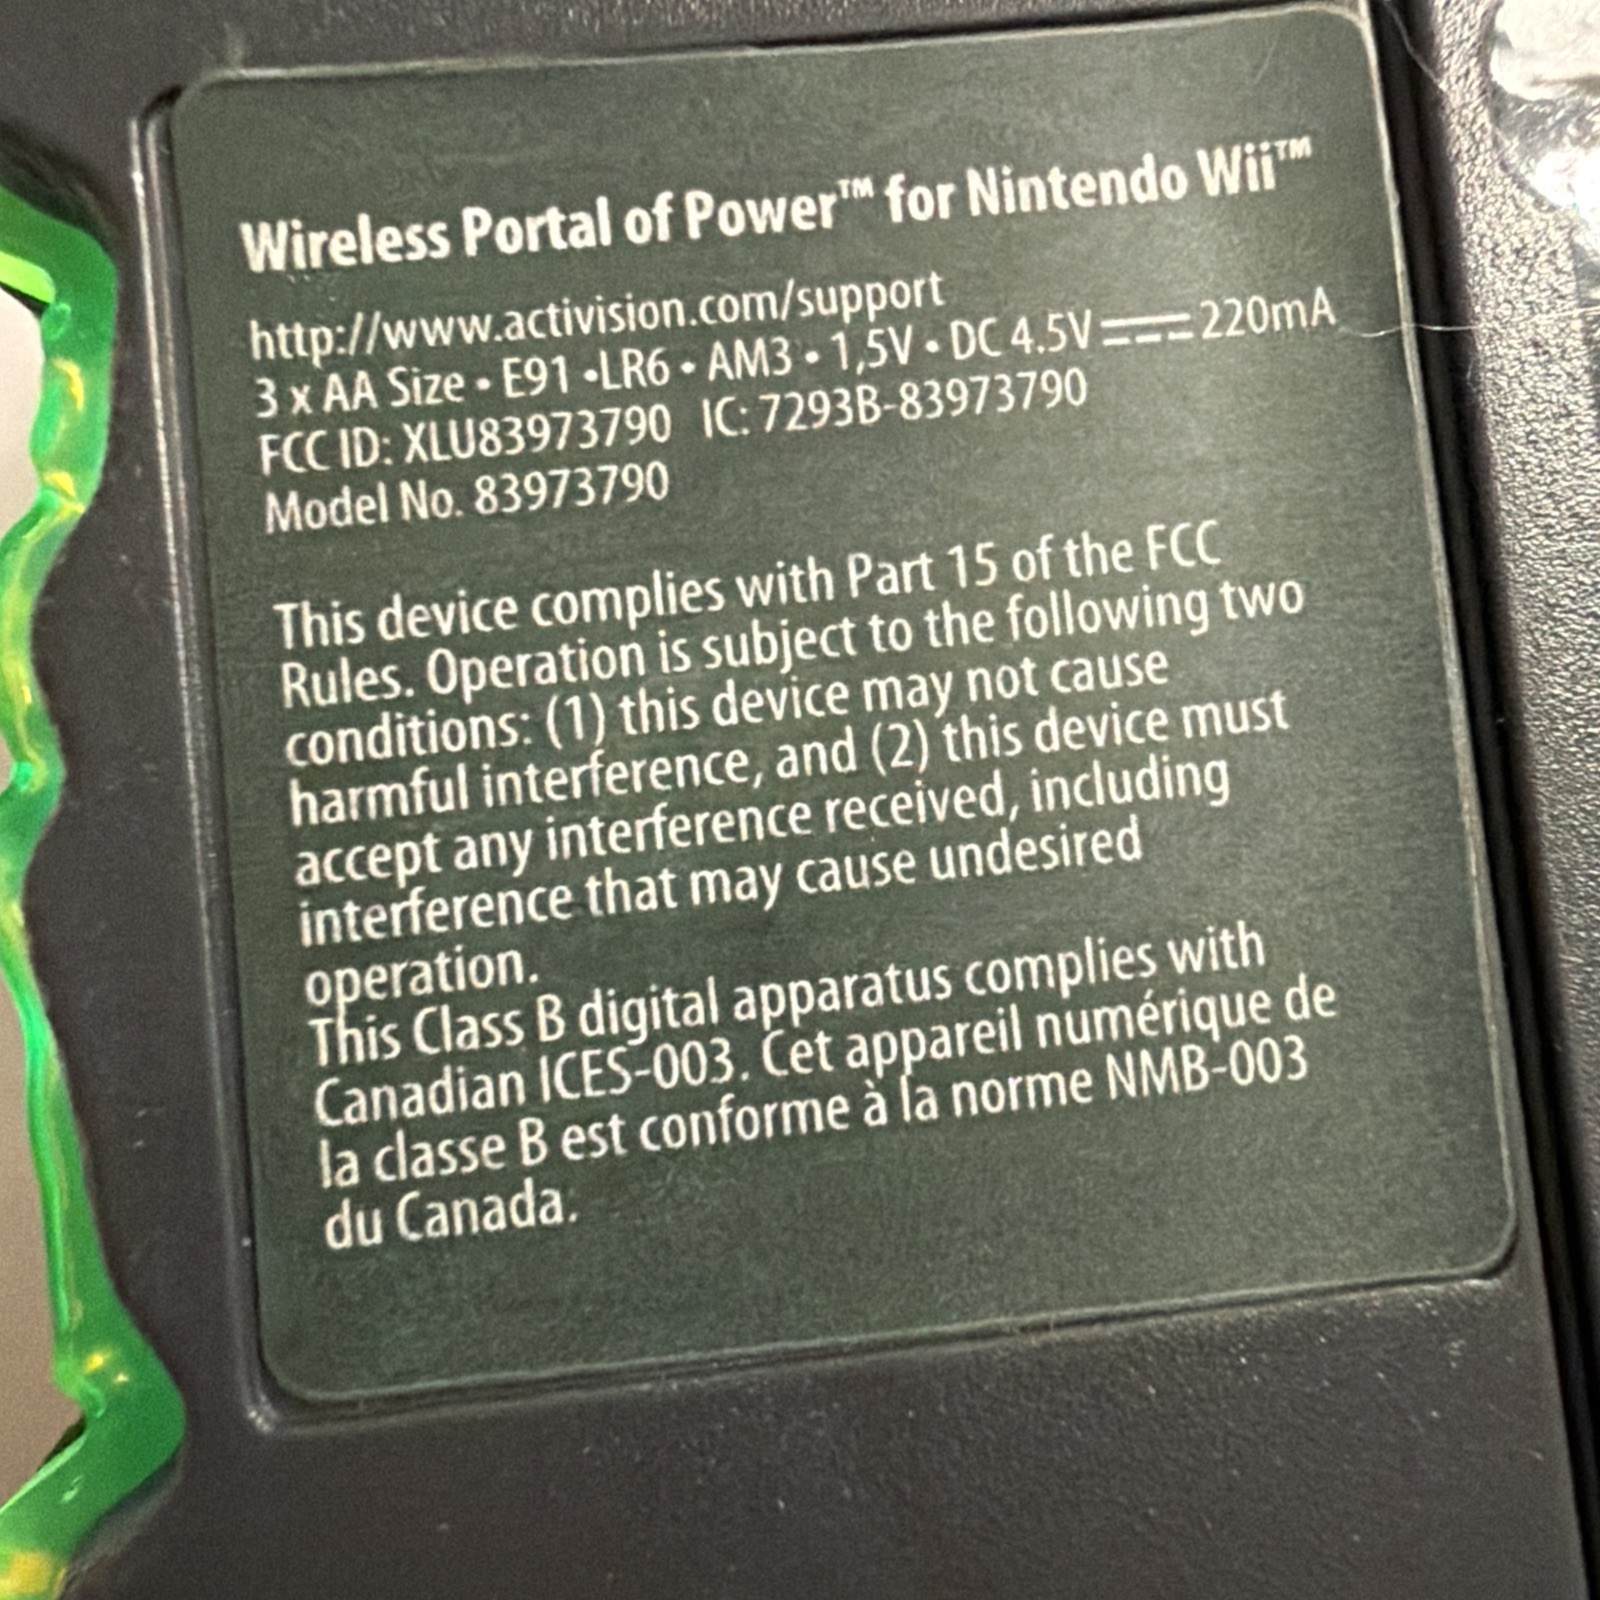 Wireless Portal of Power™ for Nintendo Wii™
http://www.activision.com/support
3 x AA Size • E91 •LR6 • AM3 • 1,5V • DC 4.5V ⎓ 220mA
FCC ID: XLU83973790 IC: 7293B-83973790
Model No. 83973790
This device complies with Part 15 of the FCC
Rules. Operation is subject to the following two
conditions: (1) this device may not cause
harmful interference, and (2) this device must
accept any interference received, including
interference that may cause undesired
operation.
This Class B digital apparatus complies with
Canadian ICES-003. Cet appareil numérique de
la classe B est conforme à la norme NMB-003
du Canada.